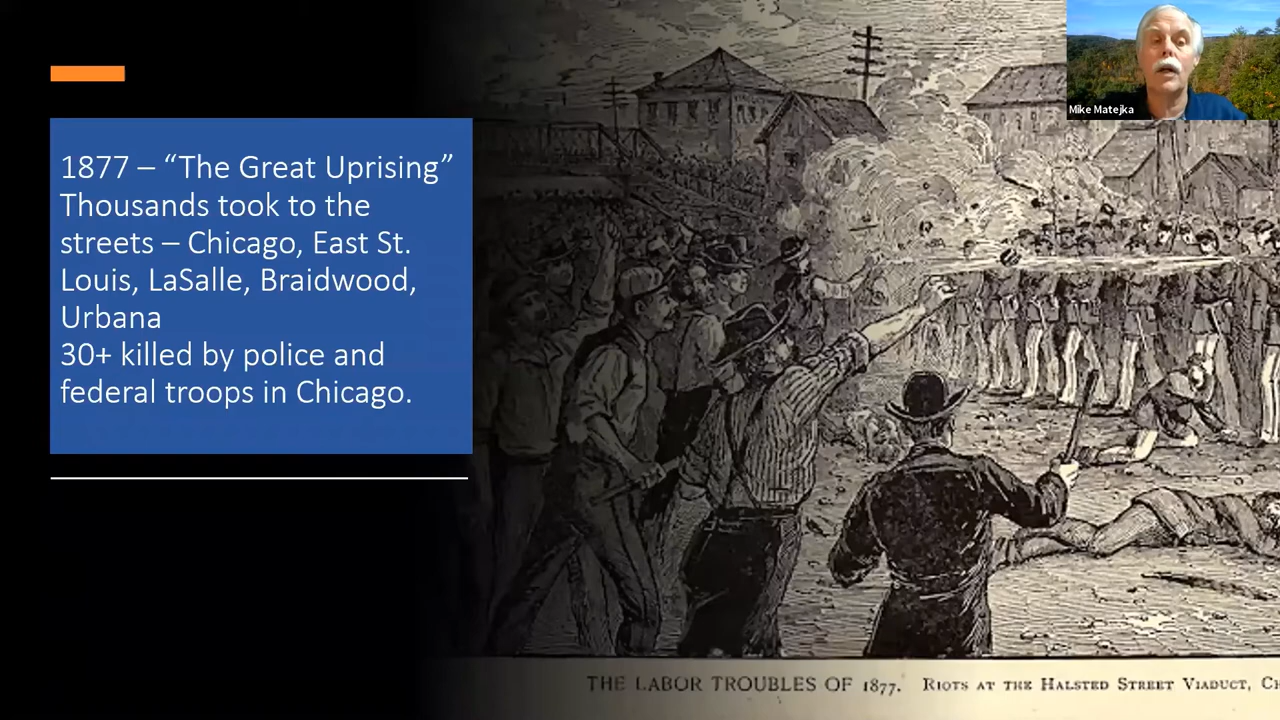 Mike Matejka
1877 – “The Great Uprising”
Thousands took to the
streets – Chicago, East St.
Louis, LaSalle, Braidwood,
Urbana
30+ killed by police and
federal troops in Chicago.
THE LABOR TROUBLES OF 1877. RIOTS AT THE HALSTED STREET VIADUCT,